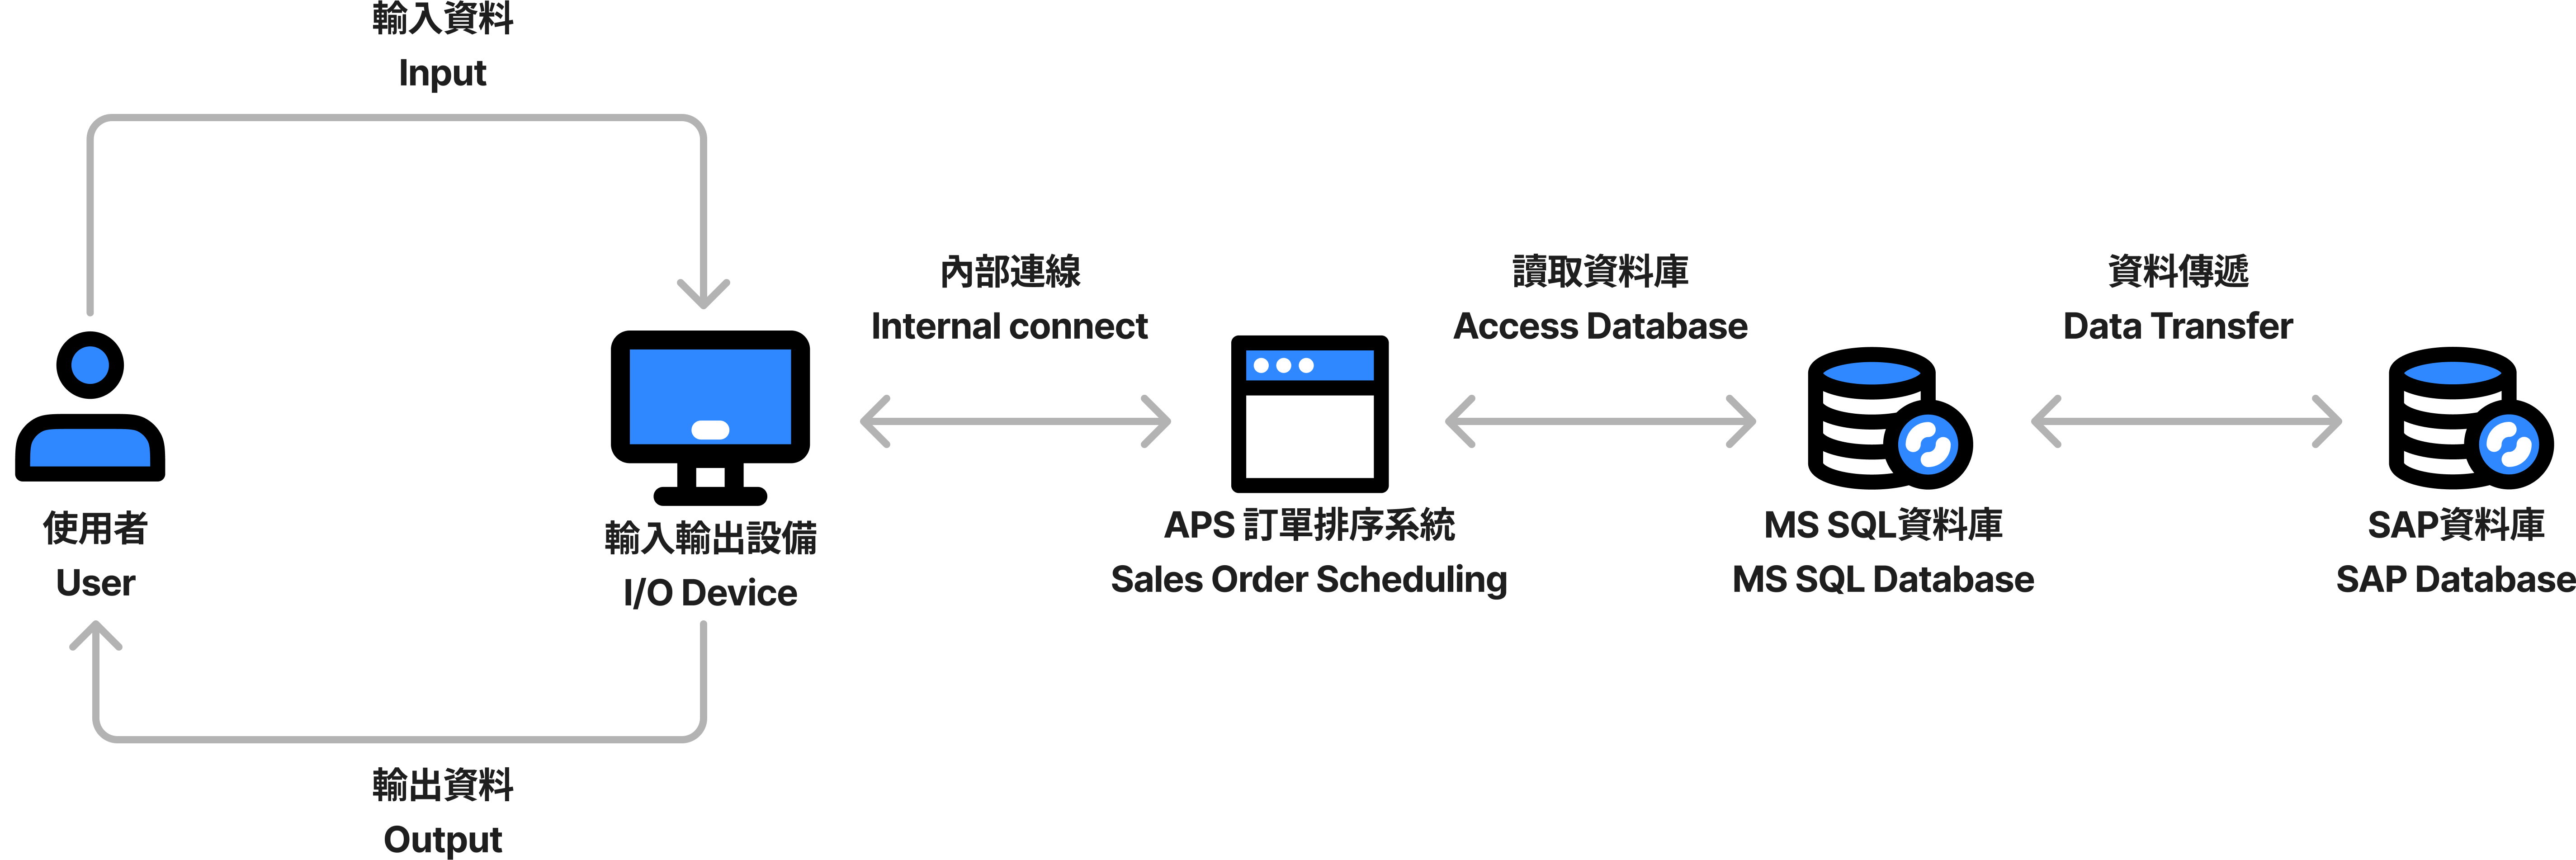 輸入資料
Input
內部連線
Internal connect
讀取資料庫
Access Database
資料傳遞
Data Transfer
使用者
User
輸入輸出設備
I/O Device
APS 訂單排序系統
Sales Order Scheduling
MS SQL資料庫
MS SQL Database
SAP資料庫
SAP Database
輸出資料
Output